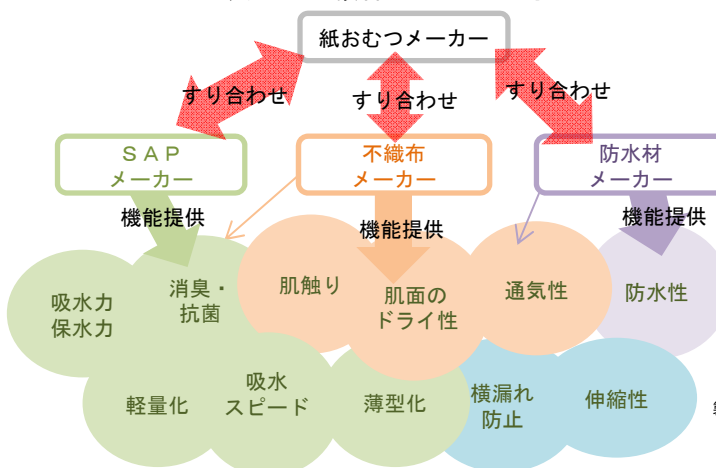 紙おむつメーカー
すり合わせ
すり合わせ
すり合わせ
ＳＡＰ
メーカー
不織布
メーカー
防水材
メーカー
機能提供
機能提供
機能提供
吸水力
保水力
消臭・
抗菌
肌触り
肌面の
ドライ性
通気性
防水性
軽量化
吸水
スピード
薄型化
横漏れ
防止
伸縮性